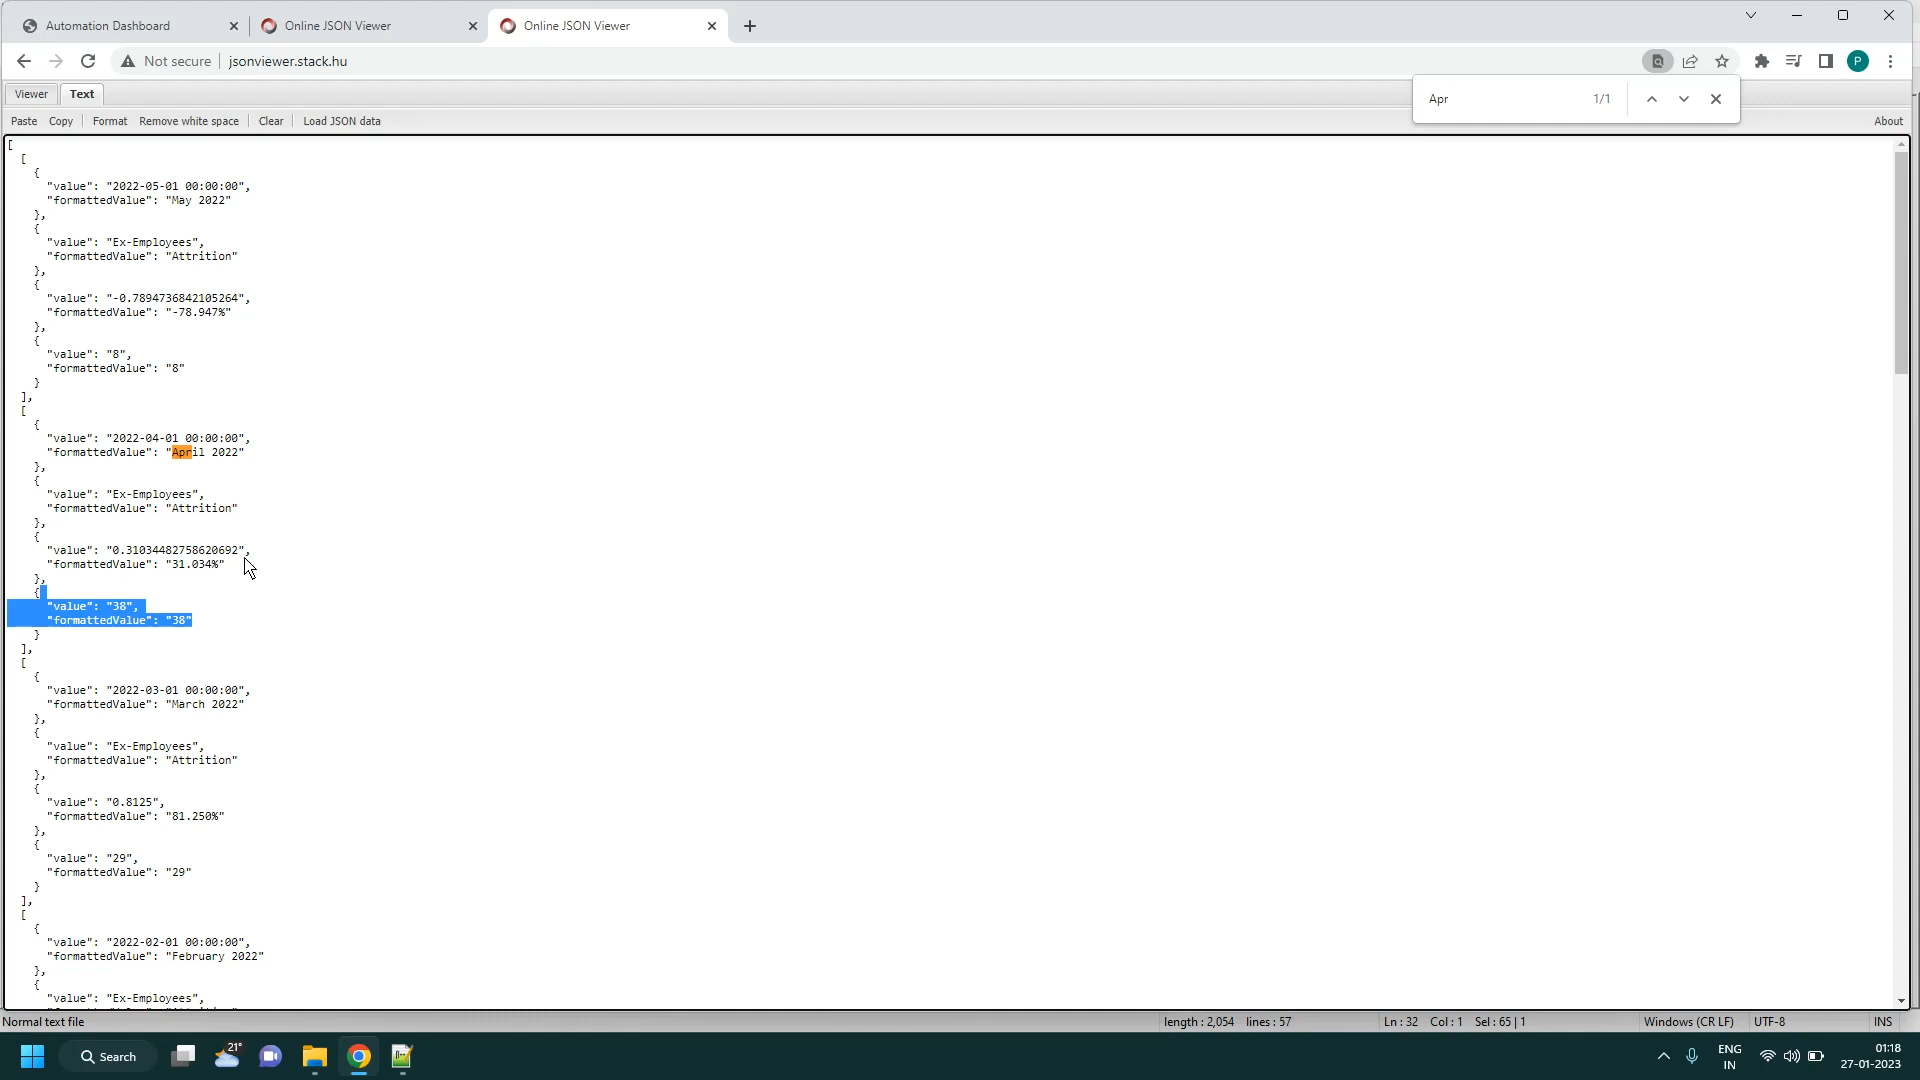 Automation Dashboard
Online JSON Viewer
Online JSON Viewer
Not secure
jsonviewer.stack.hu
P
Viewer
Text
Apr
1/1
Paste
Copy
Format
Remove white space
Clear
Load JSON data
About
[
[
{
"value": "2022-05-01 00:00:00",
"formattedValue": "May 2022"
},
{
"value": "Ex-Employees",
"formattedValue": "Attrition"
},
{
"value": "-0.7894736842105264",
"formattedValue": "-78.947%"
},
{
"value": "8",
"formattedValue": "8"
}
],
[
{
"value": "2022-04-01 00:00:00",
"formattedValue": "April 2022"
},
{
"value": "Ex-Employees",
"formattedValue": "Attrition"
},
{
"value": "0.31034482758620692",
"formattedValue": "31.034%"
},
{
"value": "38",
"formattedValue": "38"
}
],
[
{
"value": "2022-03-01 00:00:00",
"formattedValue": "March 2022"
},
{
"value": "Ex-Employees",
"formattedValue": "Attrition"
},
{
"value": "0.8125",
"formattedValue": "81.250%"
},
{
"value": "29",
"formattedValue": "29"
}
],
[
{
"value": "2022-02-01 00:00:00",
"formattedValue": "February 2022"
},
{
"value": "Ex-Employees",
Normal text file
length : 2,054 lines : 57
Ln : 32 Col : 1 Sel : 65 | 1
Windows (CR LF)
UTF-8
INS
Search
21°
ENG
IN
01:18
27-01-2023